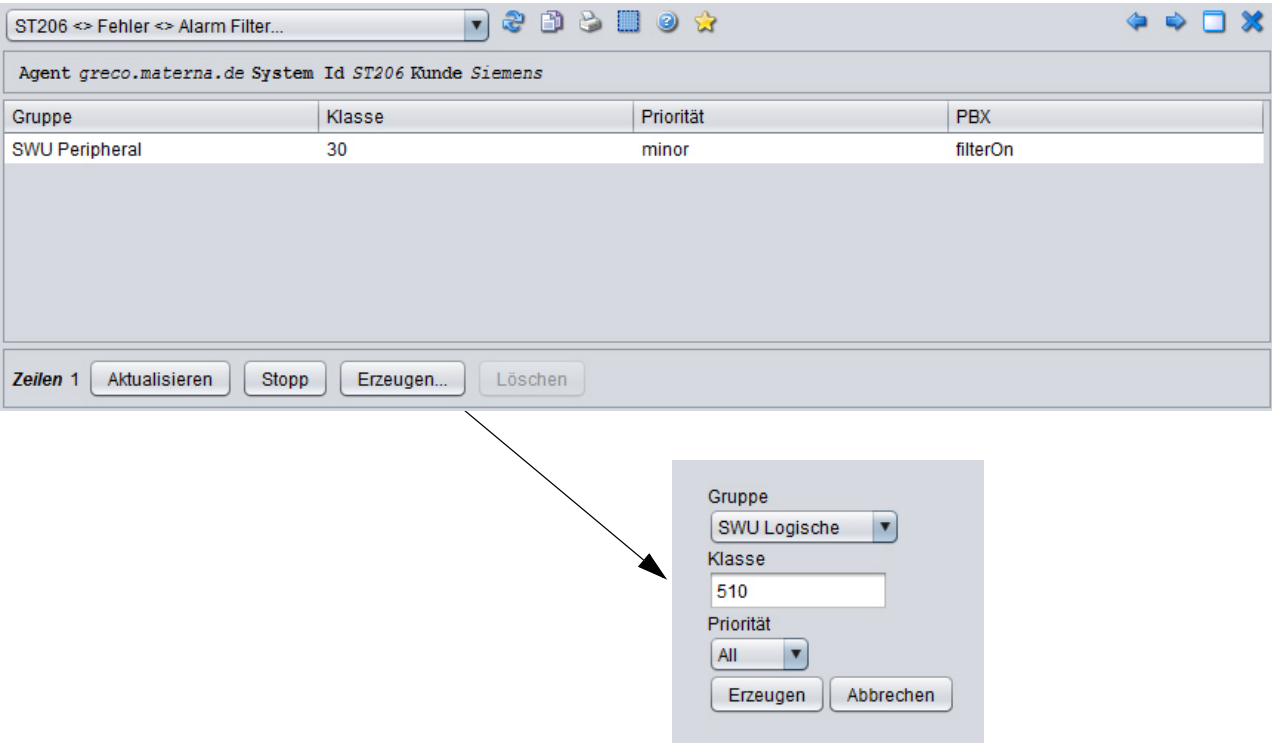 ST206 <> Fehler <> Alarm Filter...
Agent greco.materna.de System Id ST206 Kunde Siemens
Gruppe Klasse Priorität PBX
SWU Peripheral 30 minor filterOn
Zeilen 1 Aktualisieren Stopp Erzeugen... Löschen
Gruppe
SWU Logische
Klasse
510
Priorität
All
Erzeugen Abbrechen